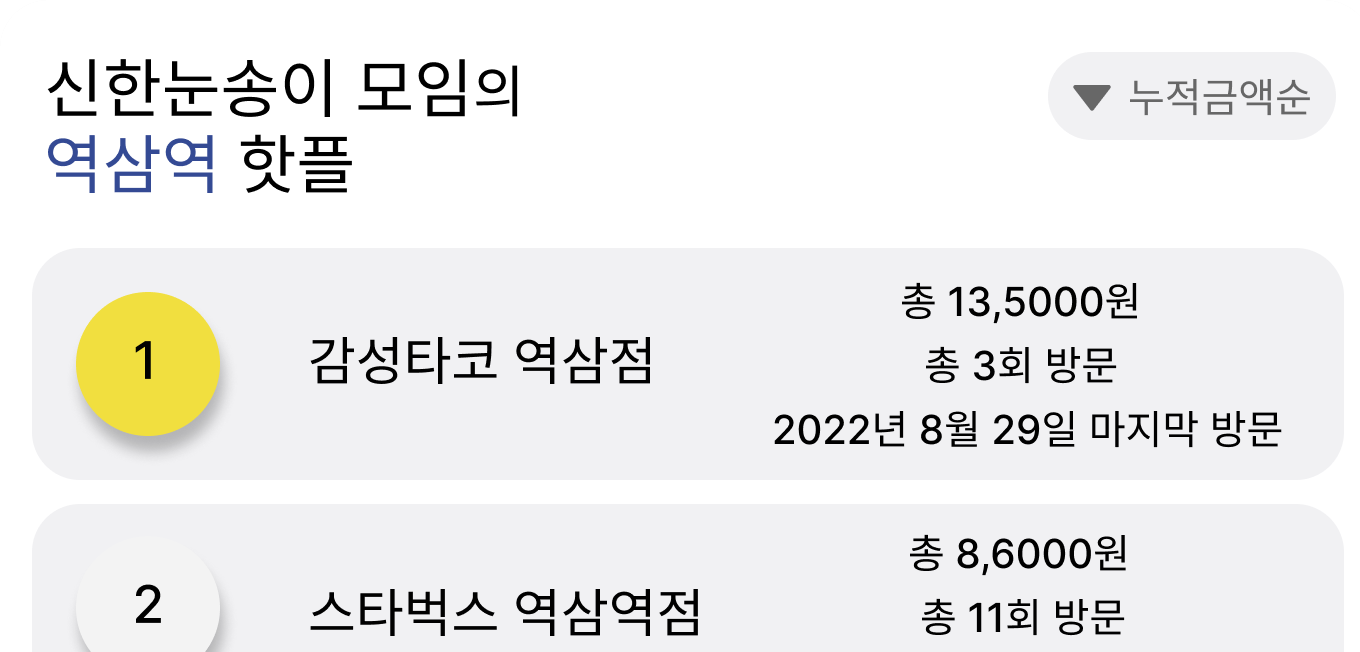 신한눈송이 모임의
역삼역 핫플
▼ 누적금액순
1
감성타코 역삼점
총 13,5000원
총 3회 방문
2022년 8월 29일 마지막 방문
2
스타벅스 역삼역점
총 8,6000원
총 11회 방문